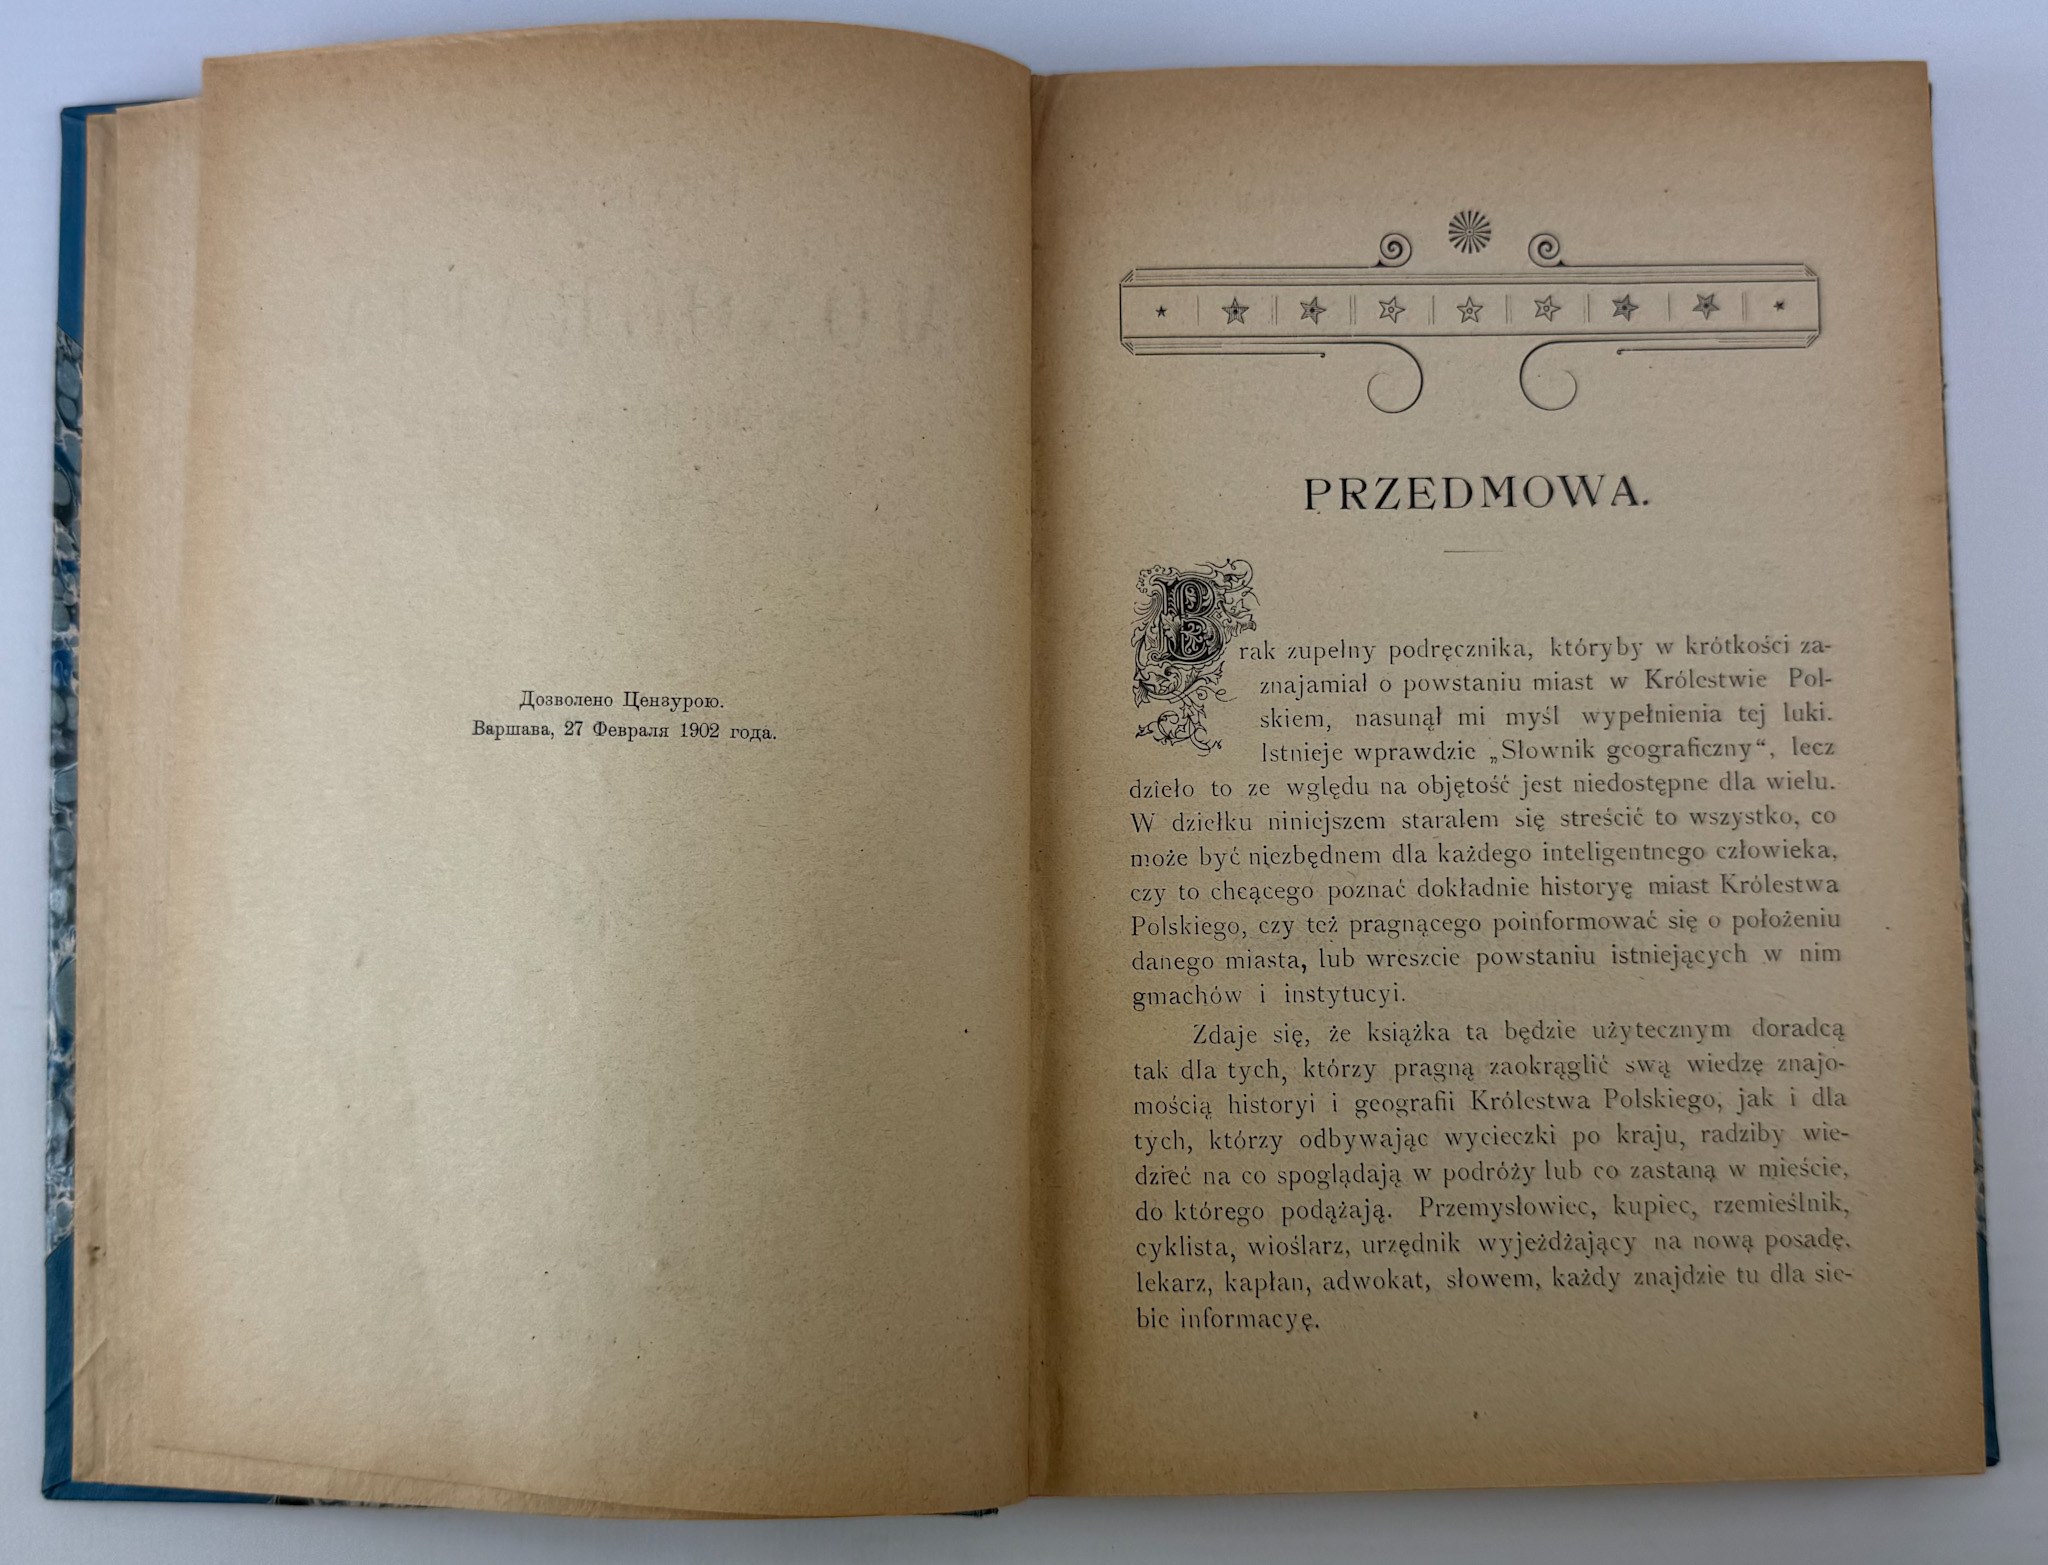 Дозволено Цензурою.
Варшава, 27 Февраля 1902 года.
PRZEDMOWA.
Brak zupełny podręcznika, któryby w krótkości za-
znajamiał o powstaniu miast w Królestwie Pol-
skiem, nasunął mi myśl wypełnienia tej luki.
Istnieje wprawdzie „Słownik geograficzny“, lecz
dzieło to ze względu na objętość jest niedostępne dla wielu.
W dziełku niniejszem starałem się streścić to wszystko, co
może być niezbędnem dla każdego inteligentnego człowieka,
czy to chcącego poznać dokładnie historyę miast Królestwa
Polskiego, czy też pragnącego poinformować się o położeniu
danego miasta, lub wreszcie powstaniu istniejących w nim
gmachów i instytucyi.
Zdaje się, że książka ta będzie użytecznym doradcą
tak dla tych, którzy pragną zaokrąglić swą wiedzę znajo-
mością historyi i geografii Królestwa Polskiego, jak i dla
tych, którzy odbywając wycieczki po kraju, radziby wie-
dzieć na co spoglądają w podróży lub co zastaną w mieście,
do którego podążają. Przemysłowiec, kupiec, rzemieślnik,
cyklista, wioślarz, urzędnik wyjeżdżający na nową posadę,
lekarz, kapłan, adwokat, słowem, każdy znajdzie tu dla sie-
bie informacyę.